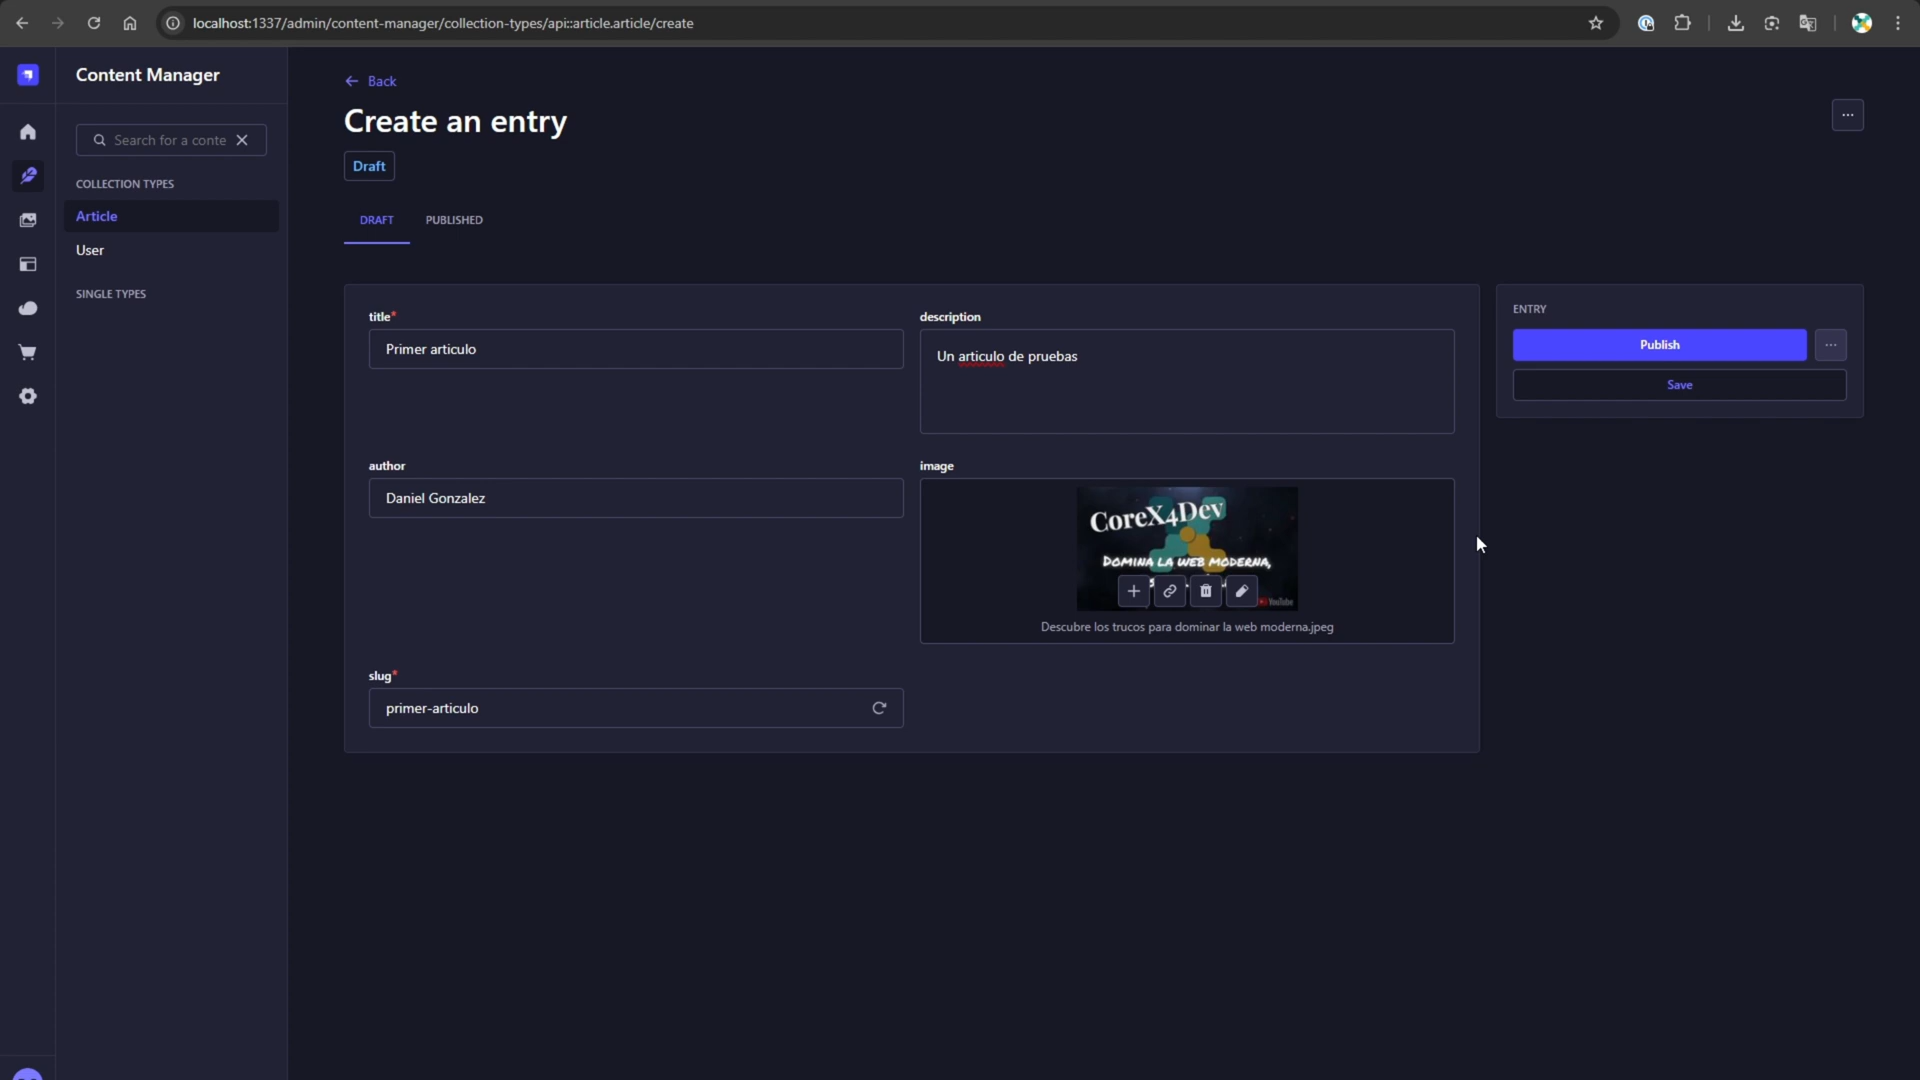 localhost:1337/admin/content-manager/collection-types/api::article.article/create
Content Manager
Search for a conte
COLLECTION TYPES
Article
User
SINGLE TYPES
Back
Create an entry
Draft
DRAFT
PUBLISHED
title*
Primer articulo
description
Un articulo de pruebas
author
Daniel Gonzalez
image
CoreX4Dev
DOMINA LA WEB MODERNA,
YouTube
Descubre los trucos para dominar la web moderna.jpeg
slug*
primer-articulo
ENTRY
Publish
Save